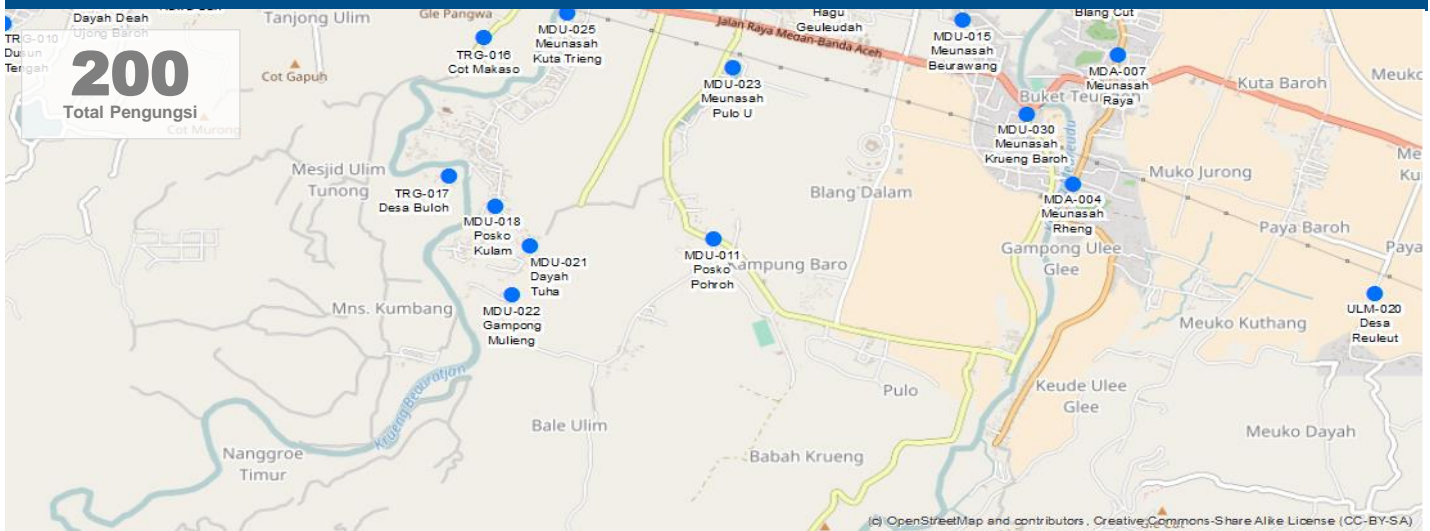 Dayah Deah
Ujong Baroh
Tanjong Ulim
Gle Pangwa
Hagu
Geuleudah
Blang Cut
TRG-010
Dusun
Tengah
200
Total Pengungsi
Cot Gapuh
Cot Murong
TRG-016
Cot Makaso
MDU-025
Meunasah
Kuta Trieng
Jalan Raya Medan-Banda Aceh
MDU-023
Meunasah
Pulo U
MDU-015
Meunasah
Beurawang
MDA-007
Meunasah
Raya
Kuta Baroh
MDU-030
Meunasah
Krueng Baroh
Mesjid Ulim
Tunong
TRG-017
Desa Buloh
MDU-018
Posko
Kulam
MDU-021
Dayah
Tuha
MDU-022
Gampong
Mulieng
Mns. Kumbang
MDU-011
Posko
Pohroh
Kampung Baro
Blang Dalam
MDA-004
Meunasah
Rheng
Gampong Ulee
Glee
Muko Jurong
Paya Baroh
Paya
ULM-020
Desa
Reuleut
Meuko Kuthang
Krueng Beauratjan
Nanggroe
Timur
Bale Ulim
Babah Krueng
Pulo
Keude Ulee
Glee
Meuko Dayah
(c) OpenStreetMap and contributors, Creative Commons-Share Alike License (CC-BY-SA)